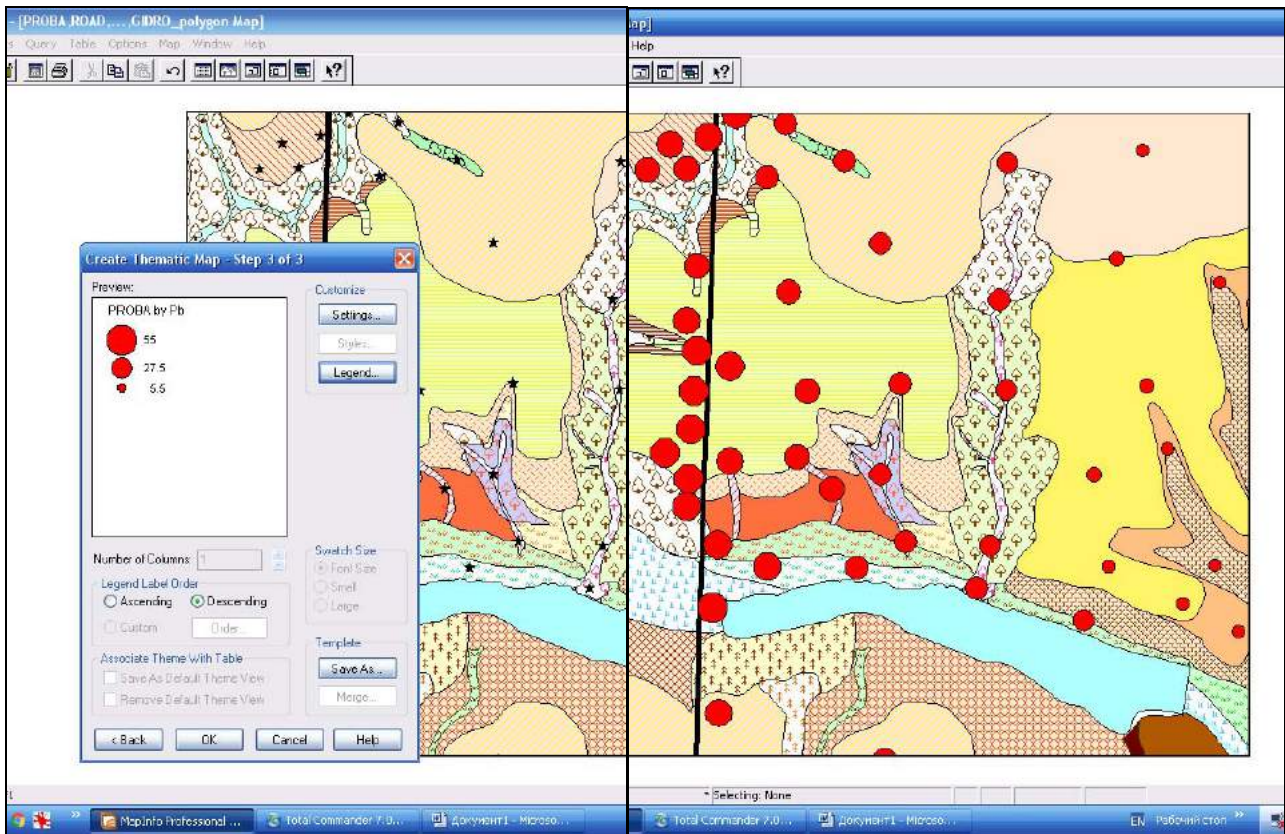 - [PROBA,ROAD,...,GIDRO_polygon Map]
s Query Table Options Map Window Help
Create Thematic Map - Step 3 of 3
Preview:
PROBA by Pb
55
27.5
5.5
Customize
Settings...
Styles...
Legend...
Number of Columns: 1
Legend Label Order
Ascending
Descending
Custom
Order...
Swatch Size
Font Size
Small
Large
Associate Theme With Table
Save As Default Theme View
Remove Default Theme View
Template
Save As...
Merge...
< Back
OK
Cancel
Help
MapInfo Professional ...
Total Commander 7.0...
Документ1 - Microso...
Map]
Help
Selecting: None
Total Commander 7.0...
Документ1 - Microso...
EN
Рабочий стол